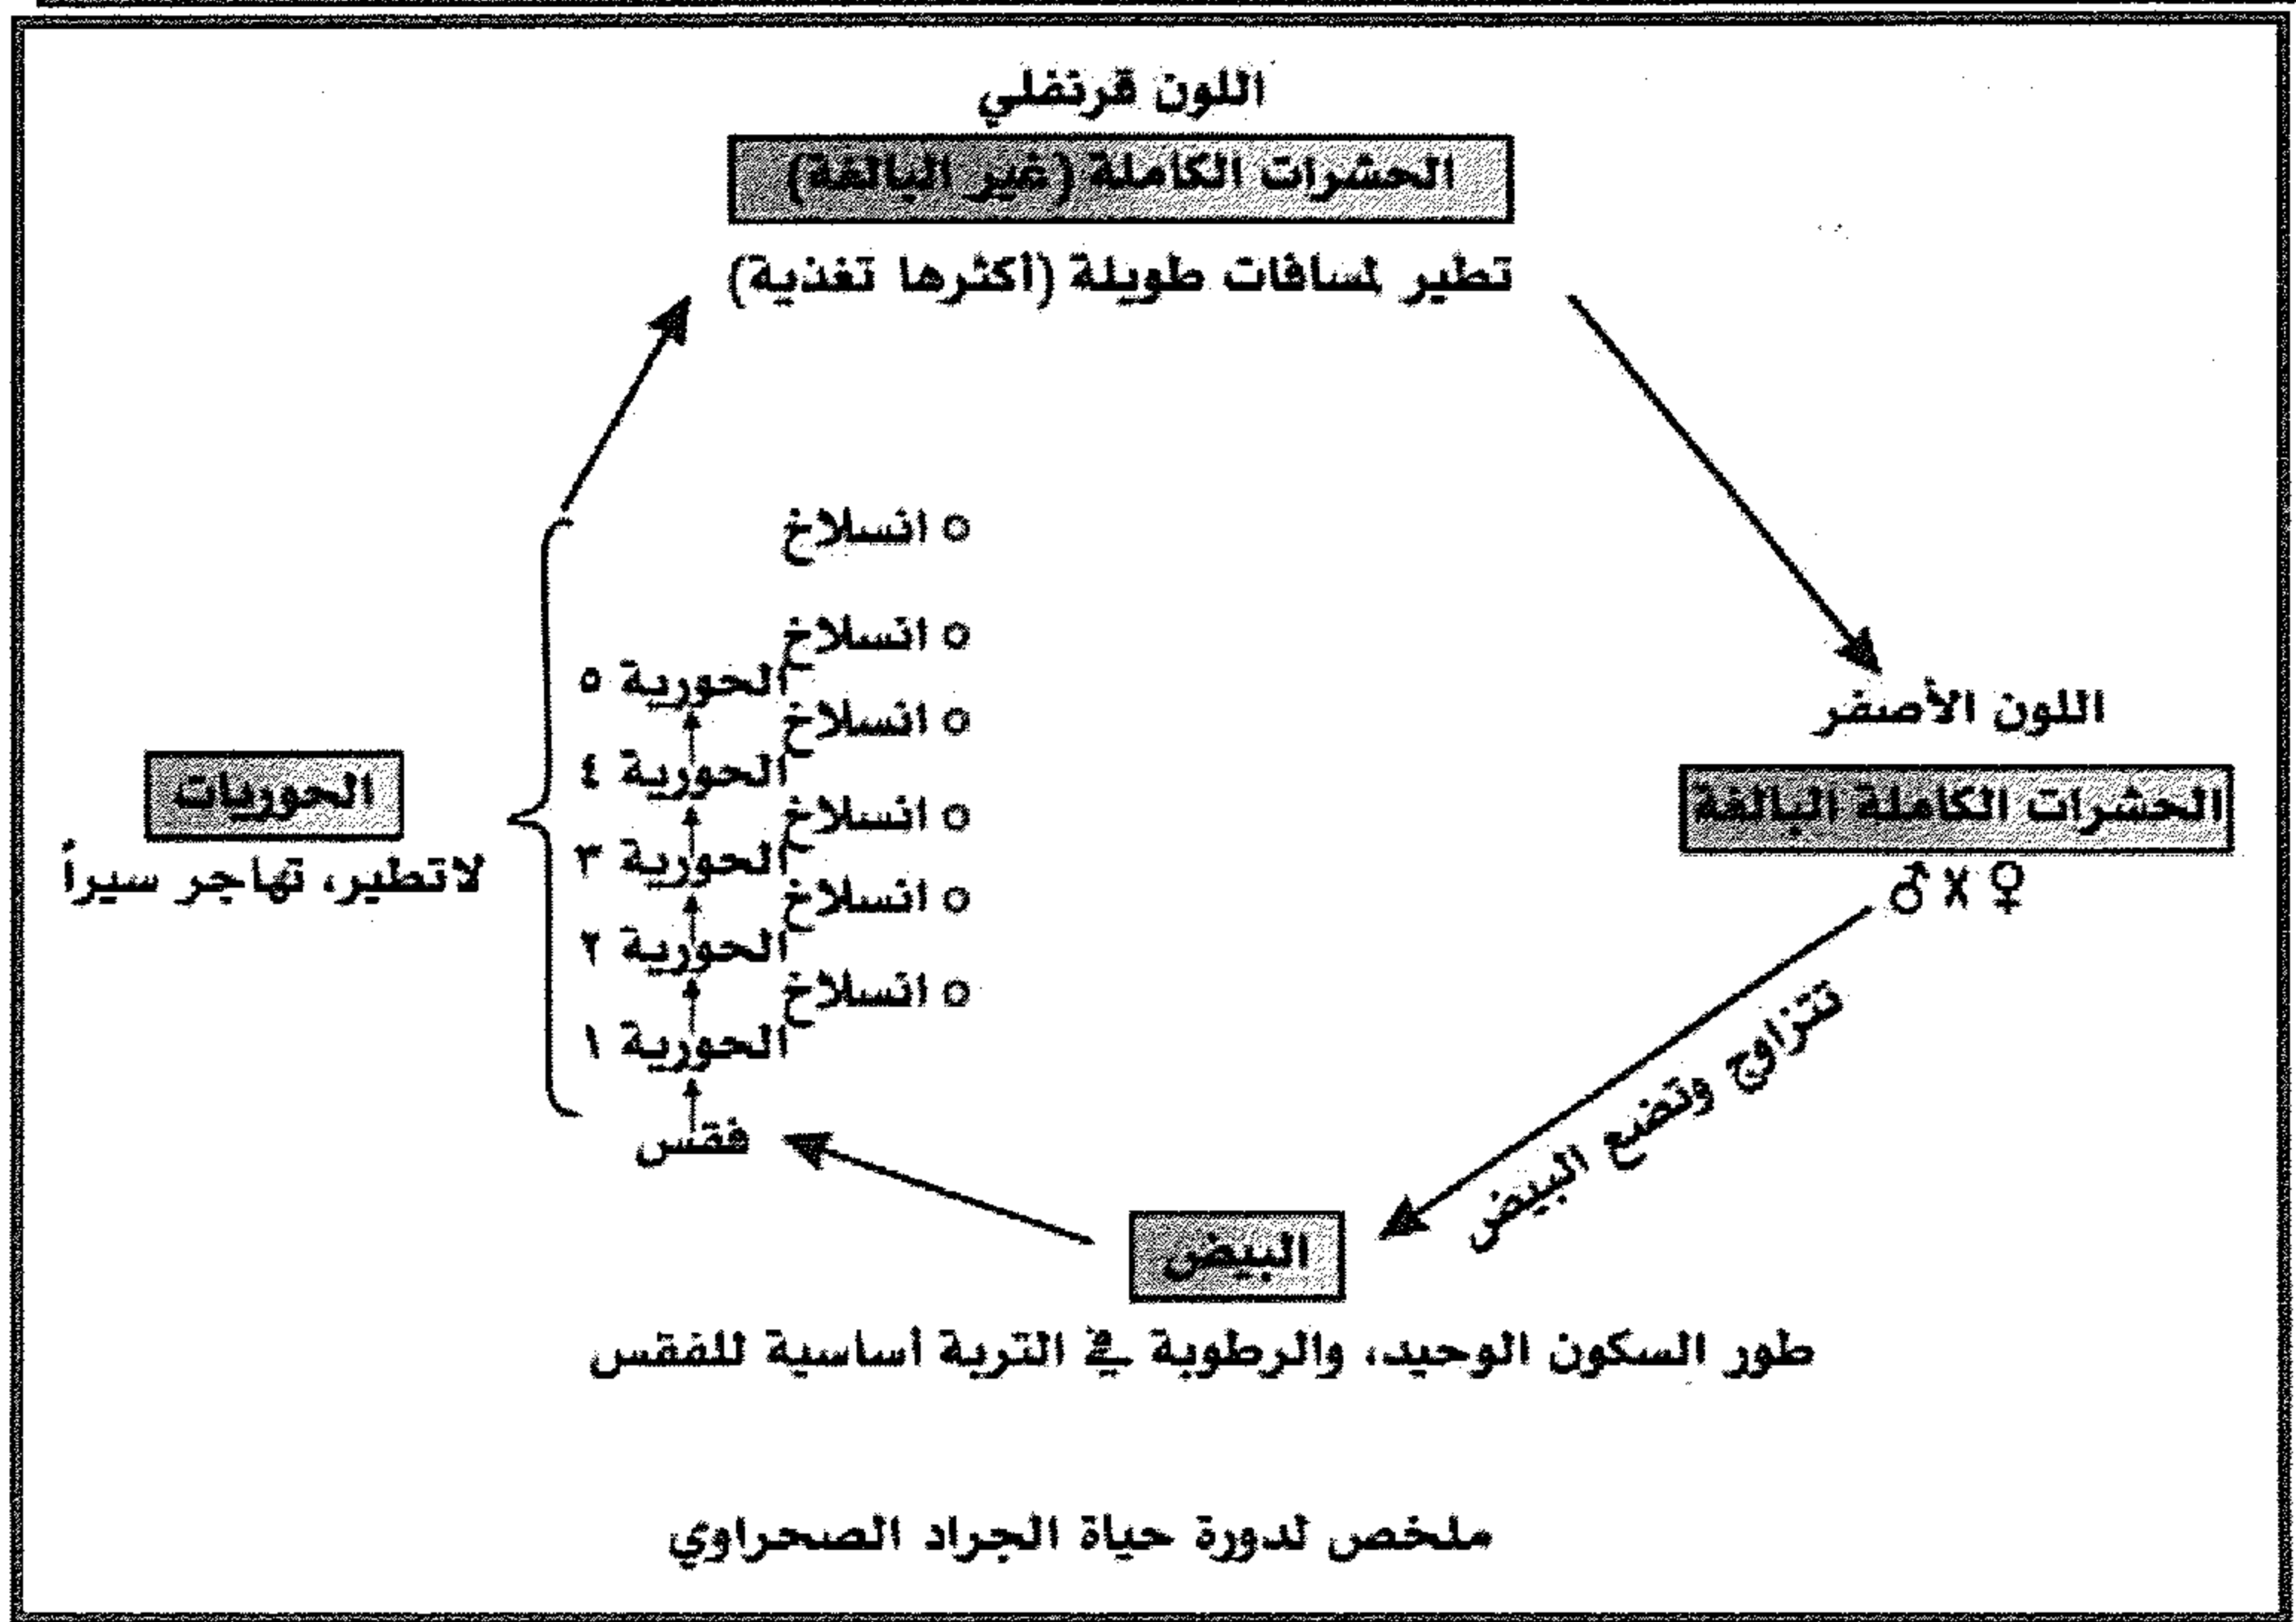 اللون قرنفلي
الحشرات الكاملة (غير البالغة)
تطير لمسافات طويلة (أكثرها تغذية)
اللون الأصفر
الحشرات الكاملة البالغة
♂ X ♀
تتزاوج وتضع البيض
البيض
طور السكون الوحيد، والرطوبة في التربة أساسية للفقس
فقس
الحورية ١
○ انسلاخ
الحورية ٢
○ انسلاخ
الحورية ٣
○ انسلاخ
الحورية ٤
○ انسلاخ
الحورية ٥
○ انسلاخ
○ انسلاخ
الحوريات
لاتطير، تهاجر سيراً
ملخص لدورة حياة الجراد الصحراوي